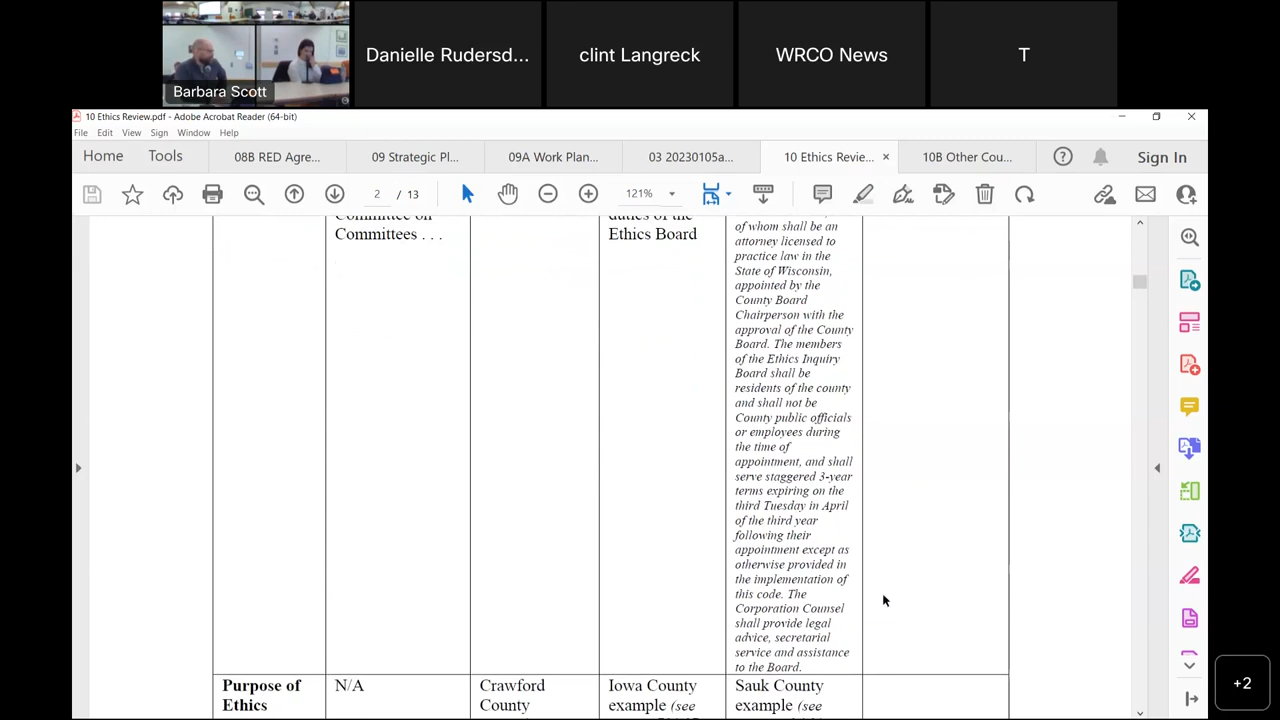 Barbara Scott
Danielle Rudersd...
clint Langreck
WRCO News
T
10 Ethics Review.pdf - Adobe Acrobat Reader (64-bit)
File Edit View Sign Window Help
Home Tools 08B RED Agre... 09 Strategic Pl... 09A Work Plan... 03 20230105a... 10 Ethics Revie... × 10B Other Cou... Sign In
2 / 13 121%
Committee on
Committees . . .
duties of the
Ethics Board
of whom shall be an
attorney licensed to
practice law in the
State of Wisconsin,
appointed by the
County Board
Chairperson with the
approval of the County
Board. The members
of the Ethics Inquiry
Board shall be
residents of the county
and shall not be
County public officials
or employees during
the time of
appointment, and shall
serve staggered 3-year
terms expiring on the
third Tuesday in April
of the third year
following their
appointment except as
otherwise provided in
the implementation of
this code. The
Corporation Counsel
shall provide legal
advice, secretarial
service and assistance
to the Board.
Purpose of
Ethics
N/A
Crawford
County
Iowa County
example (see
Sauk County
example (see
+2